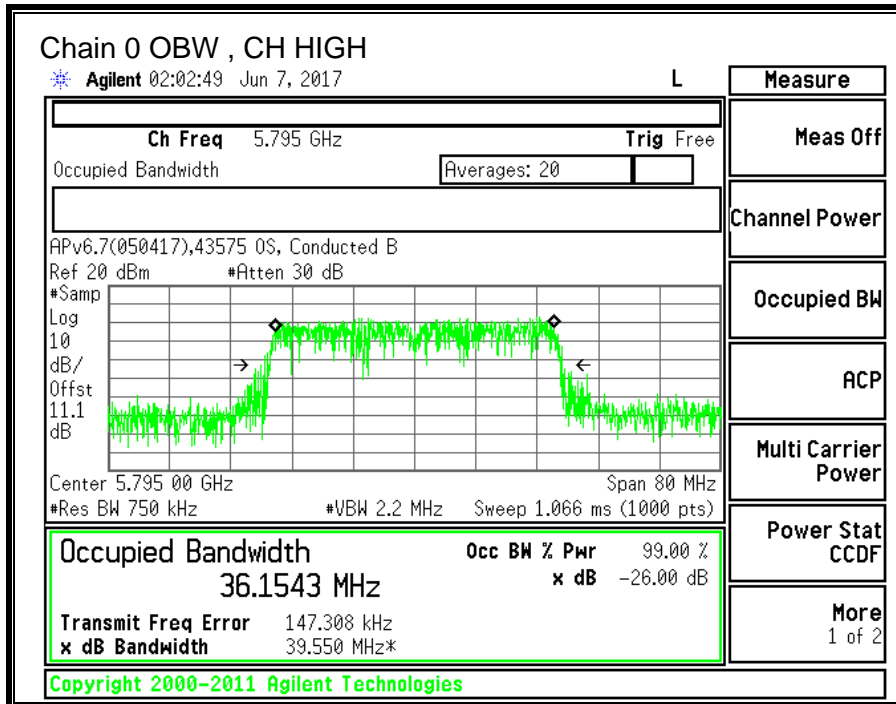 Chain 0 OBW , CH HIGH
Agilent 02:02:49 Jun 7, 2017 L
Measure
Ch Freq 5.795 GHz Trig Free
Meas Off
Occupied Bandwidth Averages: 20
Channel Power
APv6.7(050417),43575 OS, Conducted B
Ref 20 dBm #Atten 30 dB
#Samp
Log
10
dB/
Offst
11.1
dB
Occupied BW
ACP
Multi Carrier
Power
Center 5.795 00 GHz Span 80 MHz
#Res BW 750 kHz #VBW 2.2 MHz Sweep 1.066 ms (1000 pts)
Power Stat
CCDF
Occupied Bandwidth Occ BW % Pwr 99.00 %
36.1543 MHz x dB -26.00 dB
Transmit Freq Error 147.308 kHz
x dB Bandwidth 39.550 MHz*
More
1 of 2
Copyright 2000-2011 Agilent Technologies